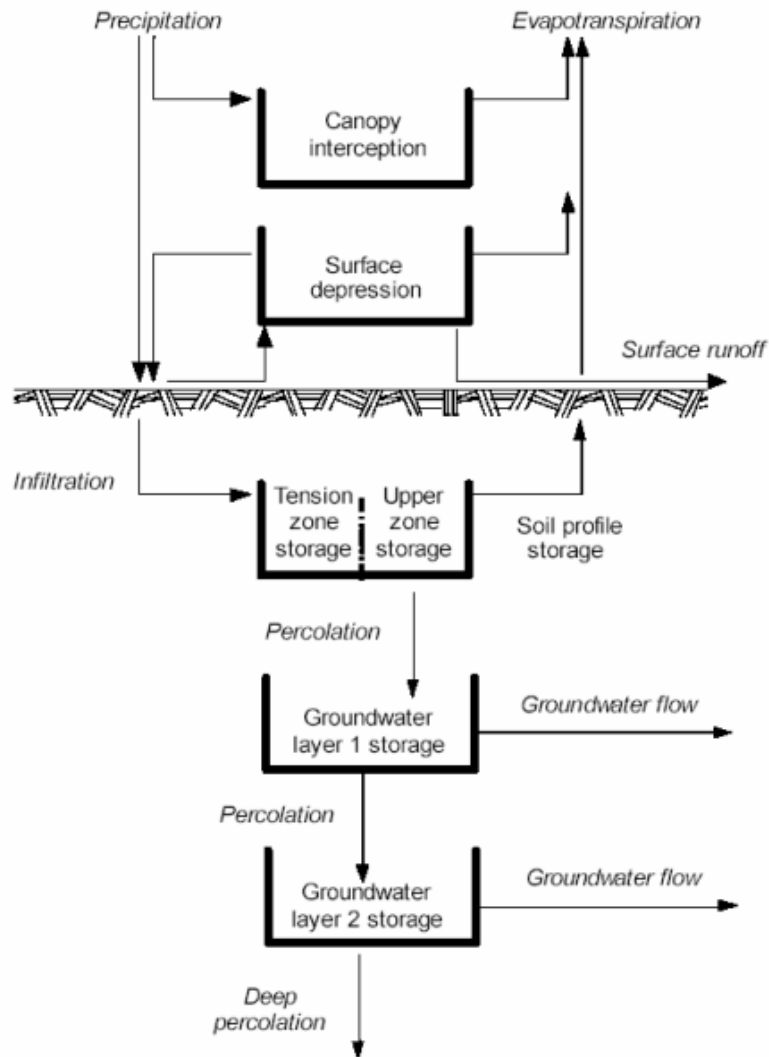 Precipitation
Evapotranspiration
Canopy
interception
Surface
depression
Surface runoff
Infiltration
Tension
zone
storage
Upper
zone
storage
Soil profile
storage
Percolation
Groundwater
layer 1 storage
Groundwater flow
Percolation
Groundwater
layer 2 storage
Groundwater flow
Deep
percolation